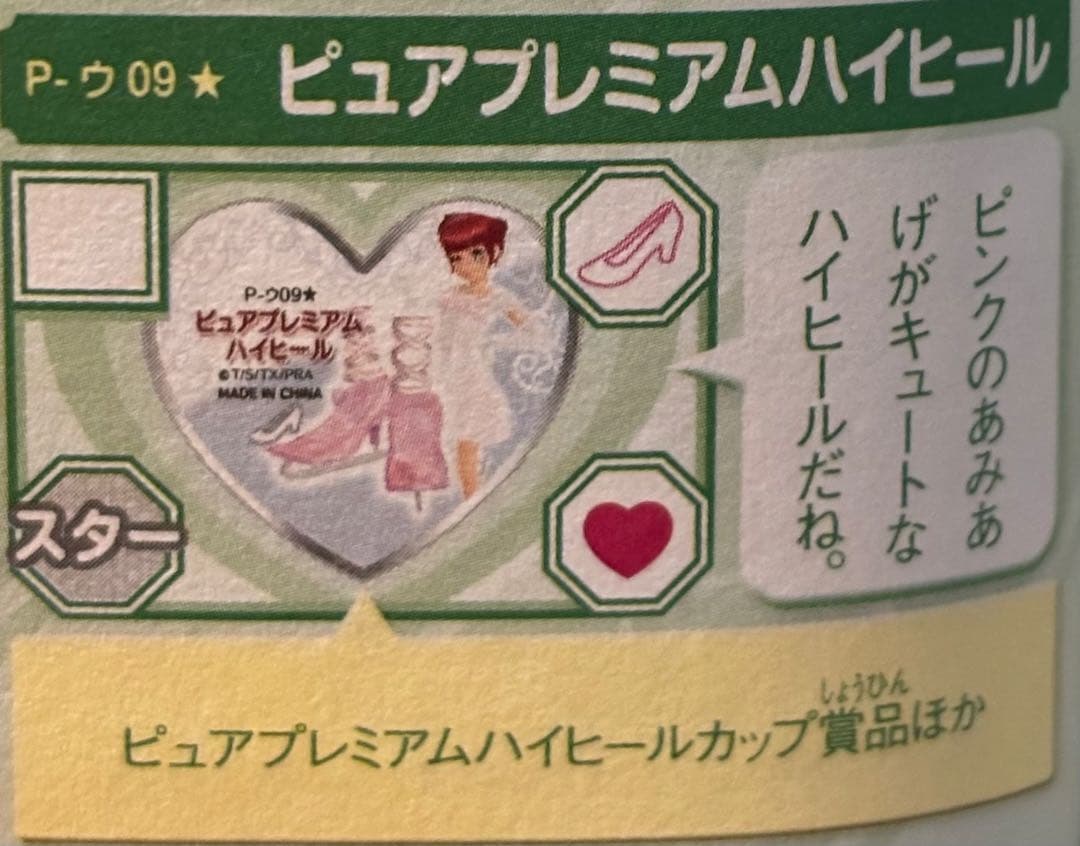 P-ウ09★ ピュアプレミアムハイヒール
P-ウ09★
ピュアプレミアム
ハイヒール
©T/S/TX/PRA
MADE IN CHINA
スター
ピンクのあみあ
げがキュートな
ハイヒールだね。
しょうひん
ピュアプレミアムハイヒールカップ賞品ほか